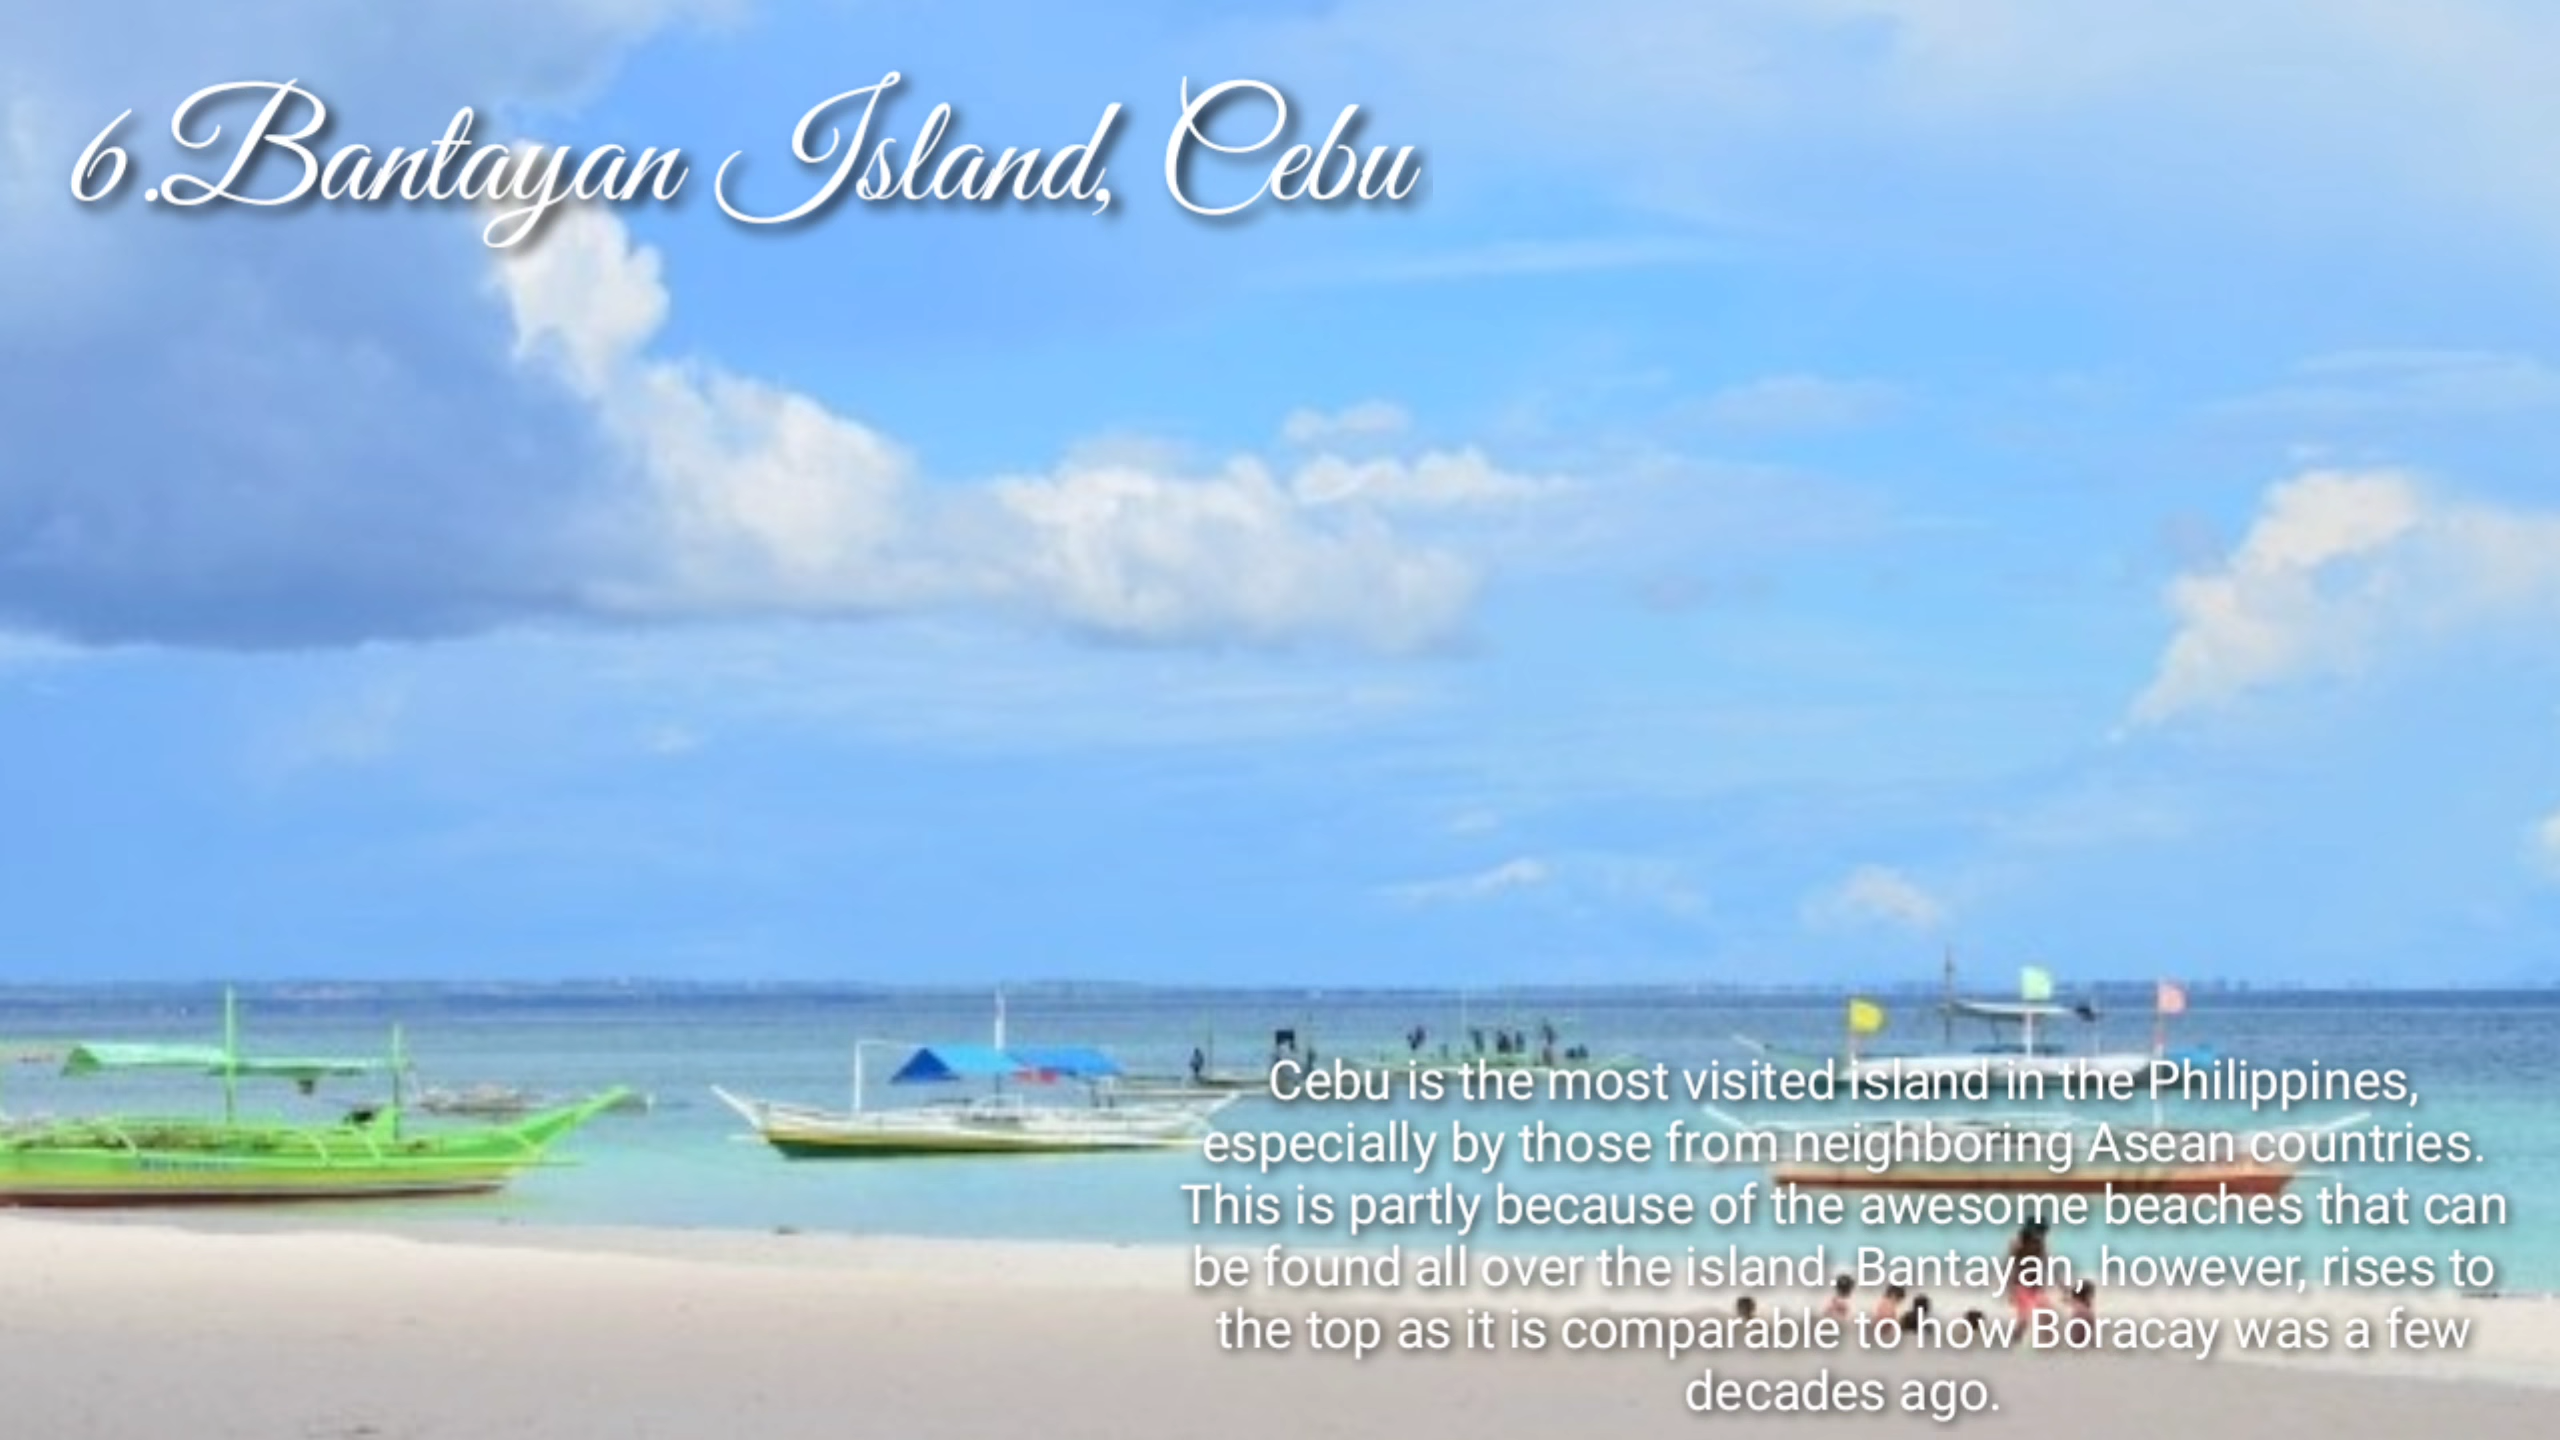 6.Bantayan Island, Cebu
Cebu is the most visited island in the Philippines,
especially by those from neighboring Asean countries.
This is partly because of the awesome beaches that can
be found all over the island. Bantayan, however, rises to
the top as it is comparable to how Boracay was a few
decades ago.